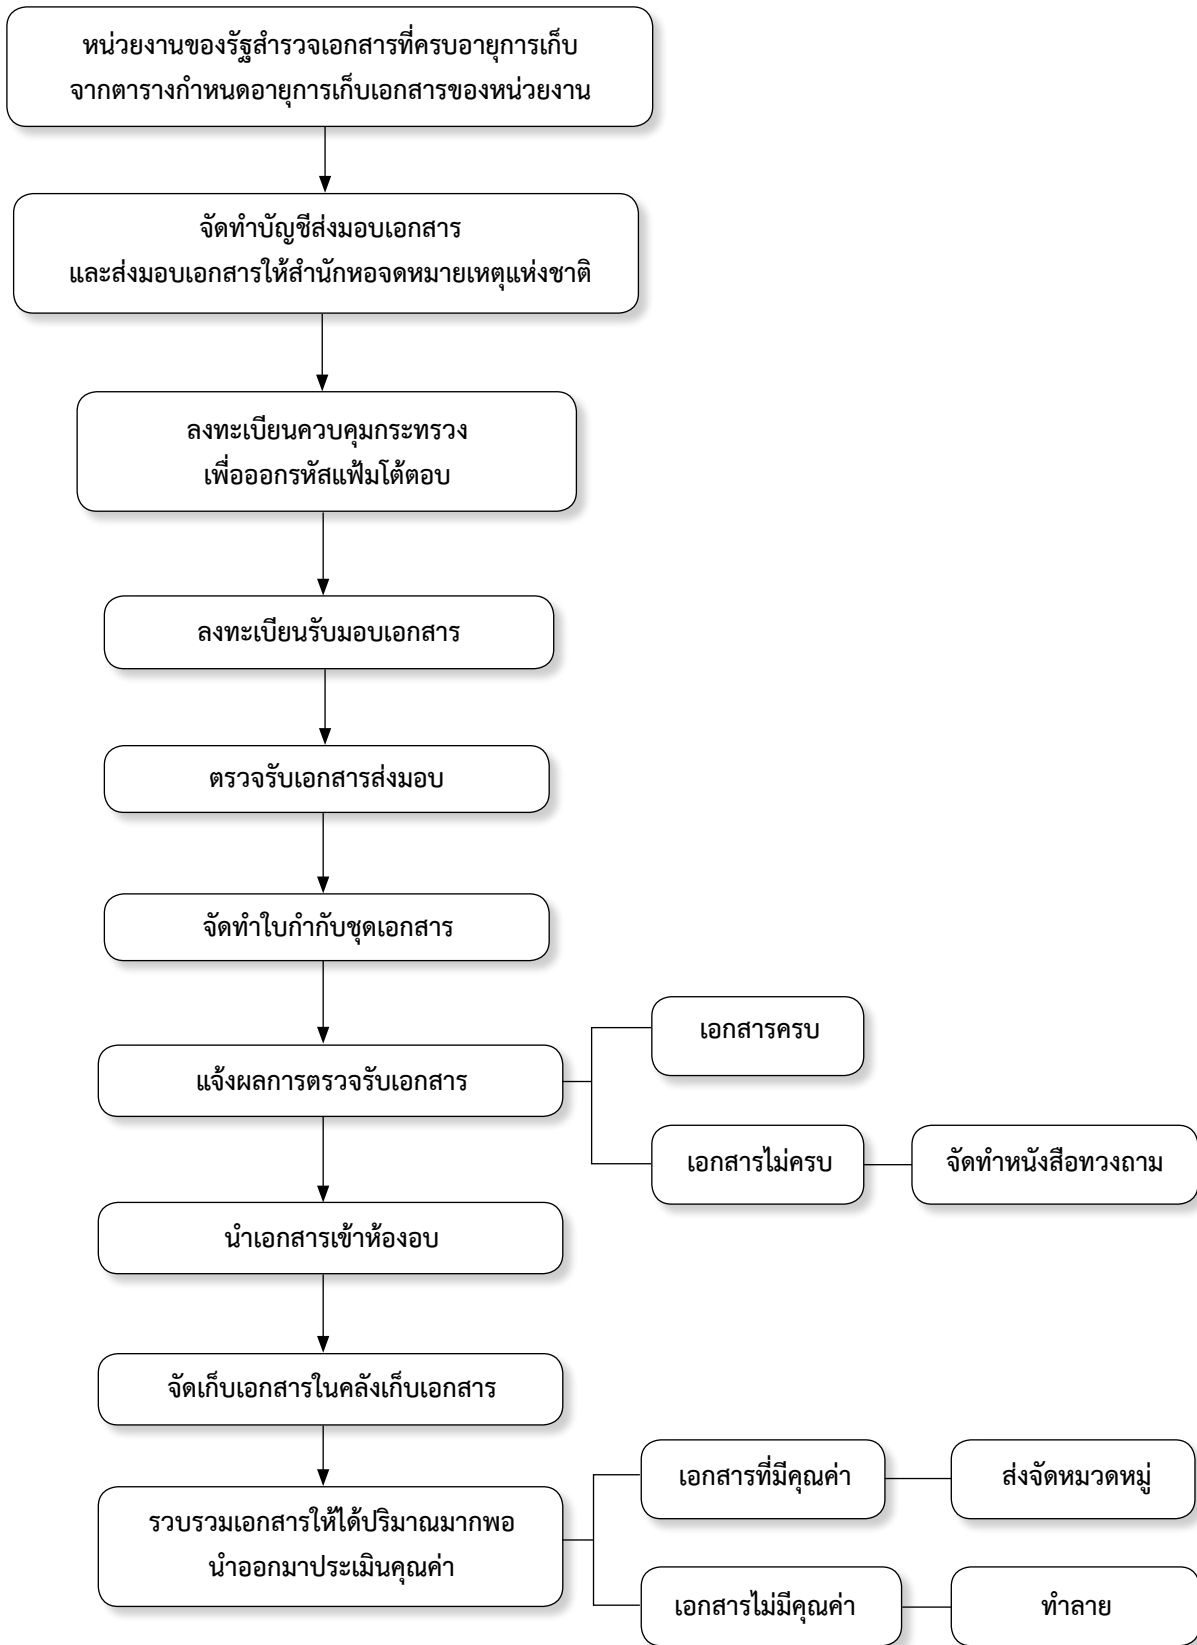 หน่วยงานของรัฐสำรวจเอกสารที่ครบอายุการเก็บ
จากตารางกำหนดอายุการเก็บเอกสารของหน่วยงาน
จัดทำบัญชีส่งมอบเอกสาร
และส่งมอบเอกสารให้สำนักหอจดหมายเหตุแห่งชาติ
ลงทะเบียนควบคุมกระทรวง
เพื่อออกรหัสแฟ้มโต้ตอบ
ลงทะเบียนรับมอบเอกสาร
ตรวจรับเอกสารส่งมอบ
จัดทำใบกำกับชุดเอกสาร
แจ้งผลการตรวจรับเอกสาร
เอกสารครบ
เอกสารไม่ครบ
จัดทำหนังสือทวงถาม
นำเอกสารเข้าห้องอบ
จัดเก็บเอกสารในคลังเก็บเอกสาร
รวบรวมเอกสารให้ได้ปริมาณมากพอ
นำออกมาประเมินคุณค่า
เอกสารที่มีคุณค่า
ส่งจัดหมวดหมู่
เอกสารไม่มีคุณค่า
ทำลาย